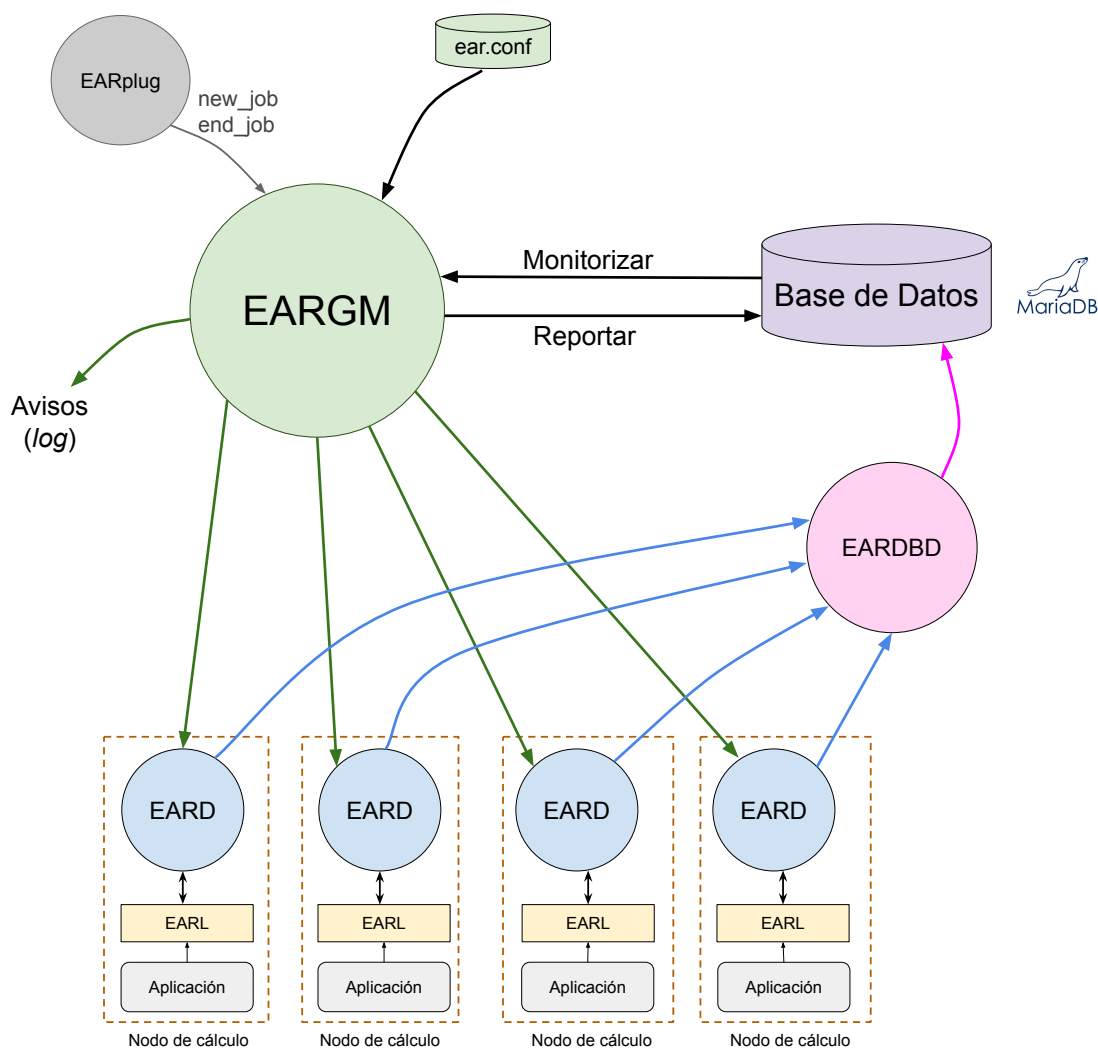 EARplug
ear.conf
new_job
end_job
Monitorizar
EARGM
Base de Datos
MariaDB
Reportar
Avisos
(log)
EARDBD
EARD
EARD
EARD
EARD
EARL
EARL
EARL
EARL
Aplicación
Aplicación
Aplicación
Aplicación
Nodo de cálculo
Nodo de cálculo
Nodo de cálculo
Nodo de cálculo